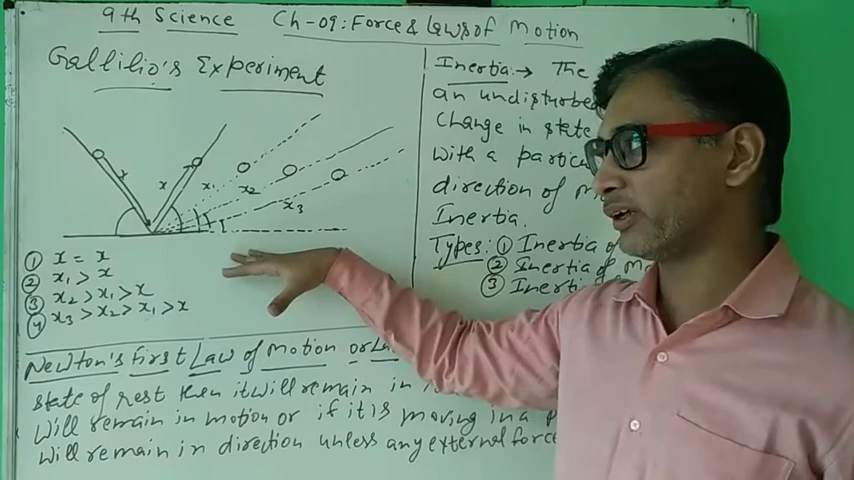 9th Science Ch-09: Force & Laws of Motion
Gallilio's Experiment
x
x
x1
x2
x3
① x = x
② x1 > x
③ x2 > x1 > x
④ x3 > x2 > x1 > x
Inertia :→ The
an undisturbed
change in state
with a
direction of
Inertia.
Types: ① Inertia of
② Inertia of
③ Inertia
Newton's First Law of Motion or
state of rest then it will remain in
will remain in motion or if it is moving in a
will remain in direction unless any external force